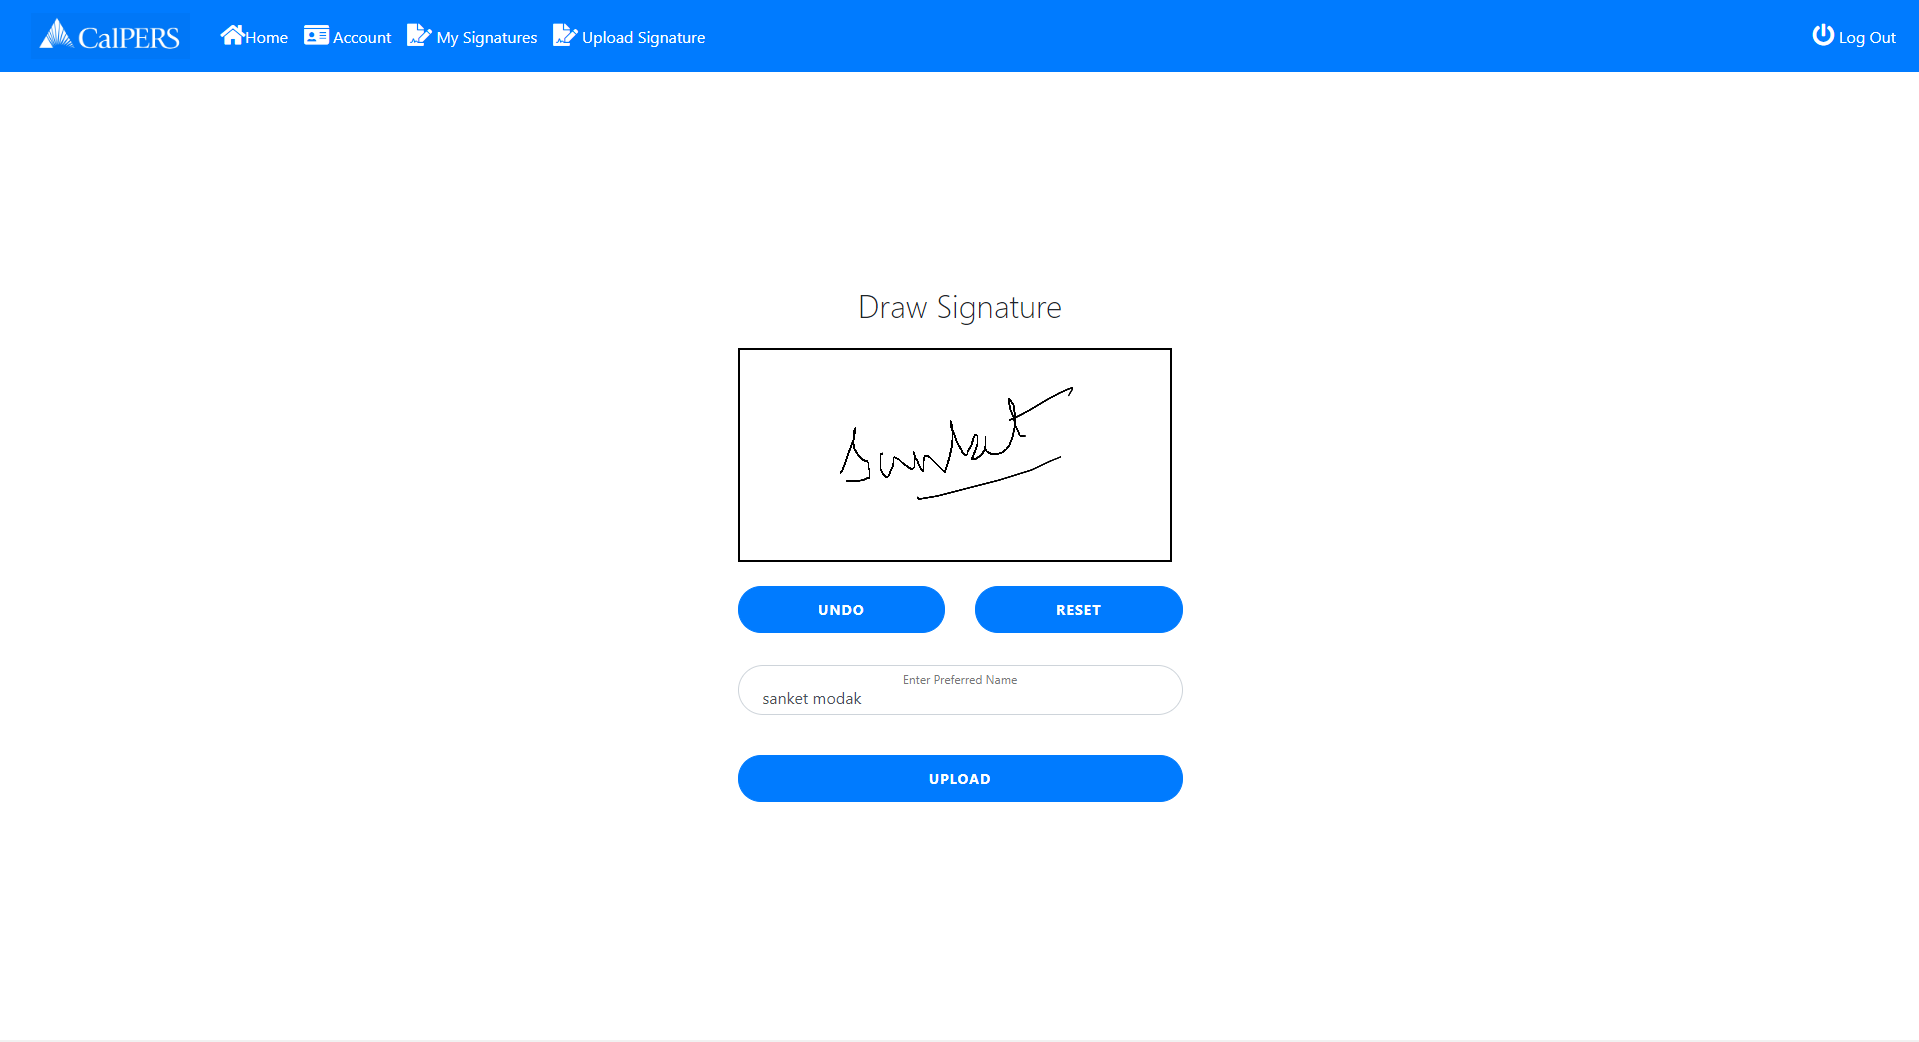 CalPERS Home Account My Signatures Upload Signature Log Out
Draw Signature
Sanket
UNDO RESET
Enter Preferred Name
sanket modak
UPLOAD